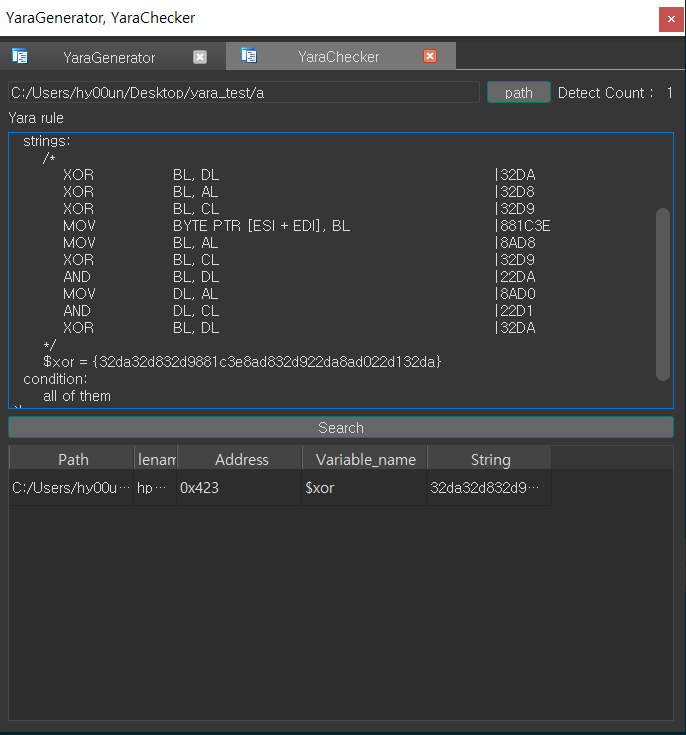 YaraGenerator, YaraChecker
YaraGenerator YaraChecker
C:/Users/hy00un/Desktop/yara_test/a path Detect Count : 1
Yara rule
strings:
/*
XOR BL, DL |32DA
XOR BL, AL |32D8
XOR BL, CL |32D9
MOV BYTE PTR [ESI + EDI], BL |881C3E
MOV BL, AL |8AD8
XOR BL, CL |32D9
AND BL, DL |22DA
MOV DL, AL |8AD0
AND DL, CL |22D1
XOR BL, DL |32DA
*/
$xor = {32da32d832d9881c3e8ad832d922da8ad022d132da}
condition:
all of them
Search
Path lenam Address Variable_name String
C:/Users/hy00u… hp… 0x423 $xor 32da32d832d9…